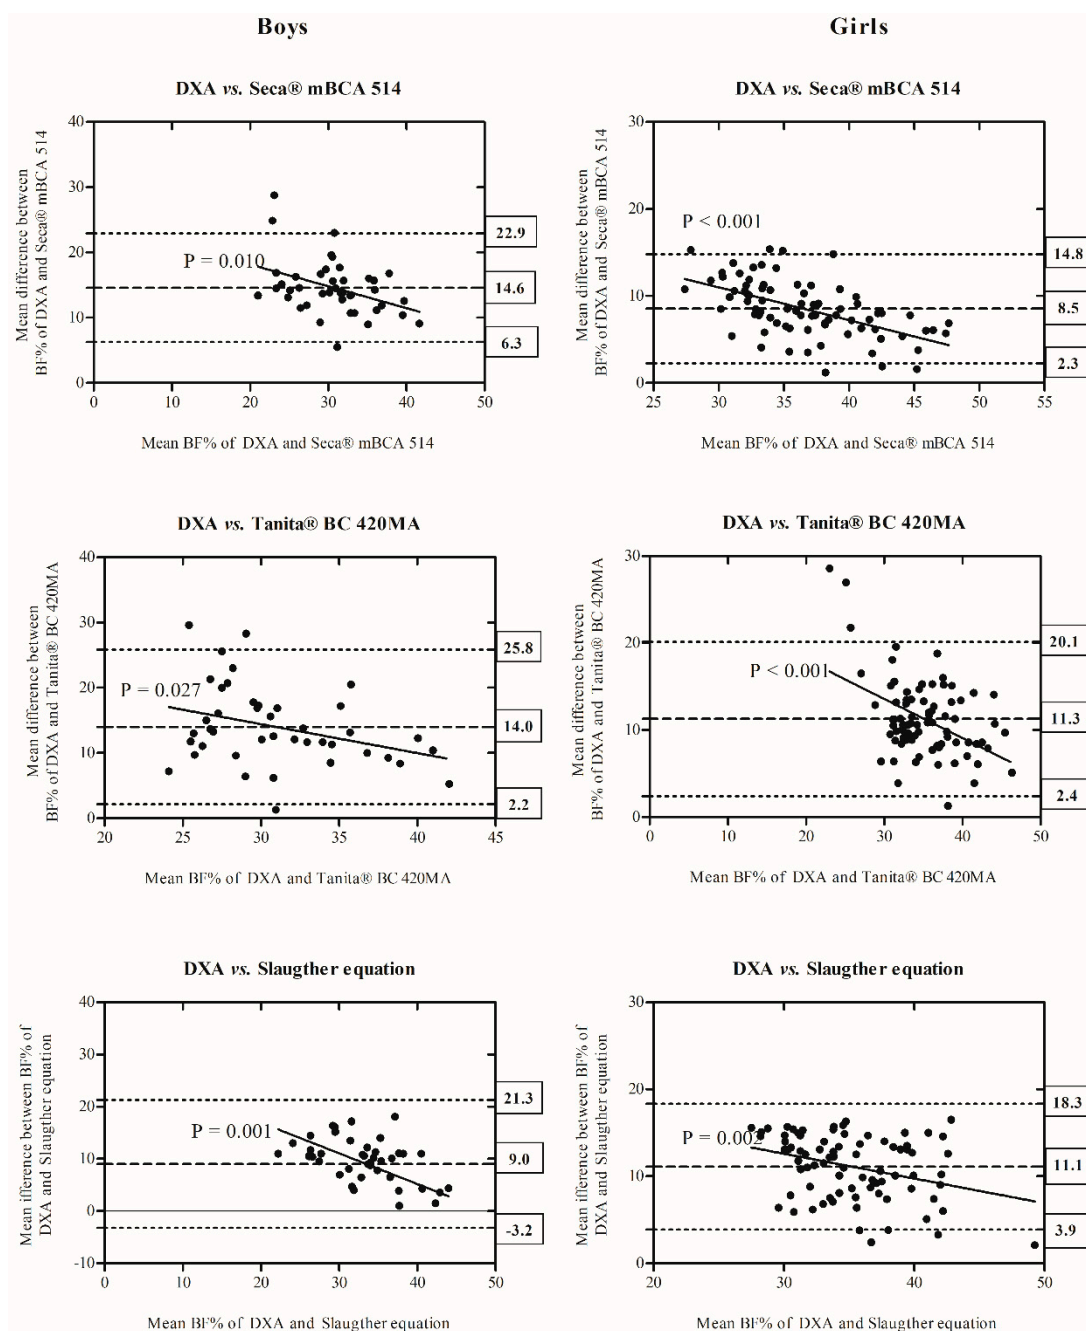 Boys
Girls
DXA vs. Seca® mBCA 514
DXA vs. Seca® mBCA 514
Mean difference between
BF% of DXA and Seca® mBCA 514
40
30
20
10
0
P = 0.010
22.9
14.6
6.3
0
10
20
30
40
50
Mean BF% of DXA and Seca® mBCA 514
Mean difference between
BF% of DXA and Seca® mBCA 514
30
20
10
0
P < 0.001
14.8
8.5
2.3
25
30
35
40
45
50
55
Mean BF% of DXA and Seca® mBCA 514
DXA vs. Tanita® BC 420MA
DXA vs. Tanita® BC 420MA
Mean difference between
BF% of DXA and Tanita® BC 420MA
40
30
20
10
0
P = 0.027
25.8
14.0
2.2
20
25
30
35
40
45
Mean BF% of DXA and Tanita® BC 420MA
Mean difference between
BF% of DXA and Tanita® BC 420MA
30
20
10
0
P < 0.001
20.1
11.3
2.4
0
10
20
30
40
50
Mean BF% of DXA and Tanita® BC 420MA
DXA vs. Slaugther equation
DXA vs. Slaugther equation
Mean ifference between BF% of
DXA and Slaugther equation
40
30
20
10
0
-10
P = 0.001
21.3
9.0
-3.2
0
10
20
30
40
50
Mean BF% of DXA and Slaugther equation
Mean ifference between BF% of
DXA and Slaugther equation
30
20
10
0
P = 0.002
18.3
11.1
3.9
20
30
40
50
Mean BF% of DXA and Slaugther equation